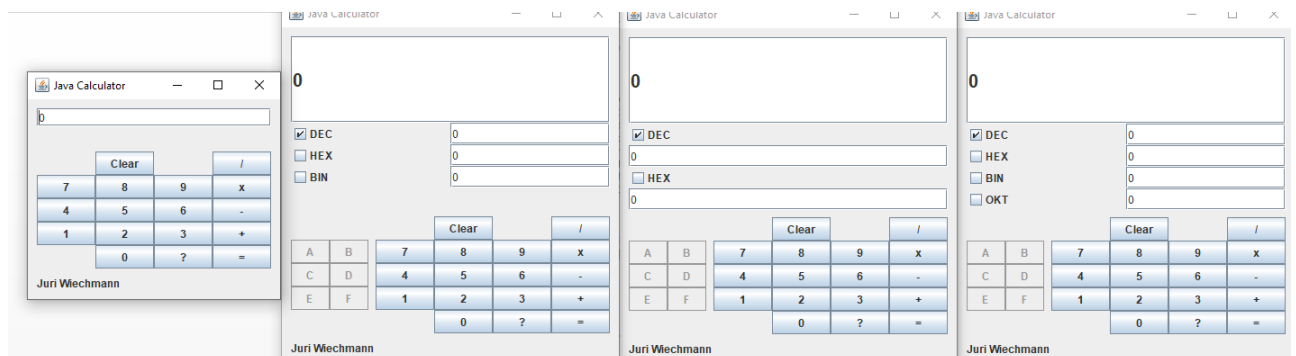 Java Calculator
0
Clear /
7 8 9 x
4 5 6 -
1 2 3 +
0 ? =
Juri Wiechmann
Java Calculator
0
DEC 0
HEX 0
BIN 0
Clear /
A B 7 8 9 x
C D 4 5 6 -
E F 1 2 3 +
0 ? =
Juri Wiechmann
Java Calculator
0
DEC
0
HEX
0
Clear /
A B 7 8 9 x
C D 4 5 6 -
E F 1 2 3 +
0 ? =
Juri Wiechmann
Java Calculator
0
DEC 0
HEX 0
BIN 0
OKT 0
Clear /
A B 7 8 9 x
C D 4 5 6 -
E F 1 2 3 +
0 ? =
Juri Wiechmann